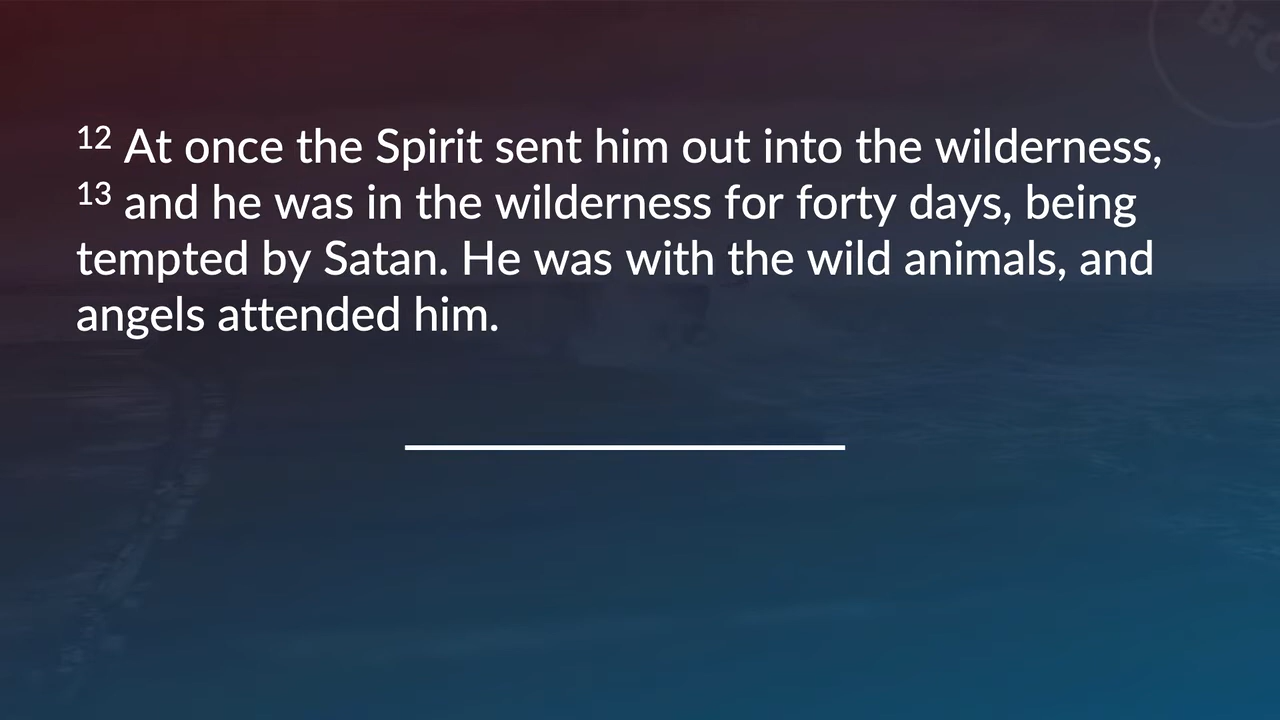 BFC
¹² At once the Spirit sent him out into the wilderness,
¹³ and he was in the wilderness for forty days, being
tempted by Satan. He was with the wild animals, and
angels attended him.